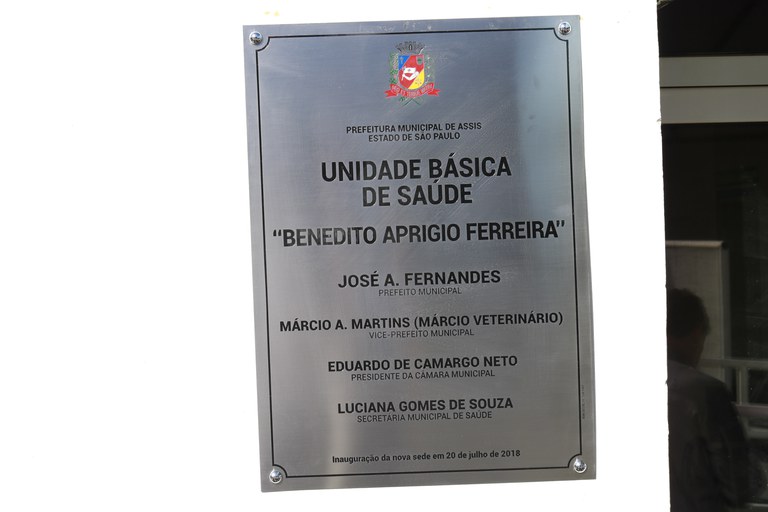 PREFEITURA MUNICIPAL DE ASSIS
ESTADO DE SÃO PAULO
UNIDADE BÁSICA
DE SAÚDE
“BENEDITO APRIGIO FERREIRA”
JOSÉ A. FERNANDES
PREFEITO MUNICIPAL
MÁRCIO A. MARTINS (MÁRCIO VETERINÁRIO)
VICE-PREFEITO MUNICIPAL
EDUARDO DE CAMARGO NETO
PRESIDENTE DA CÂMARA MUNICIPAL
LUCIANA GOMES DE SOUZA
SECRETARIA MUNICIPAL DE SAÚDE
Inauguração da nova sede em 20 de julho de 2018